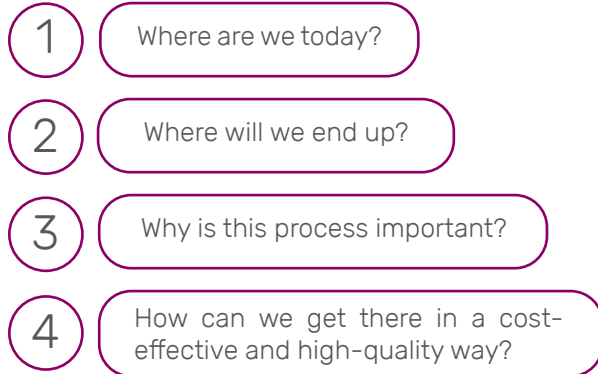 1 Where are we today?
2 Where will we end up?
3 Why is this process important?
4 How can we get there in a cost-
effective and high-quality way?